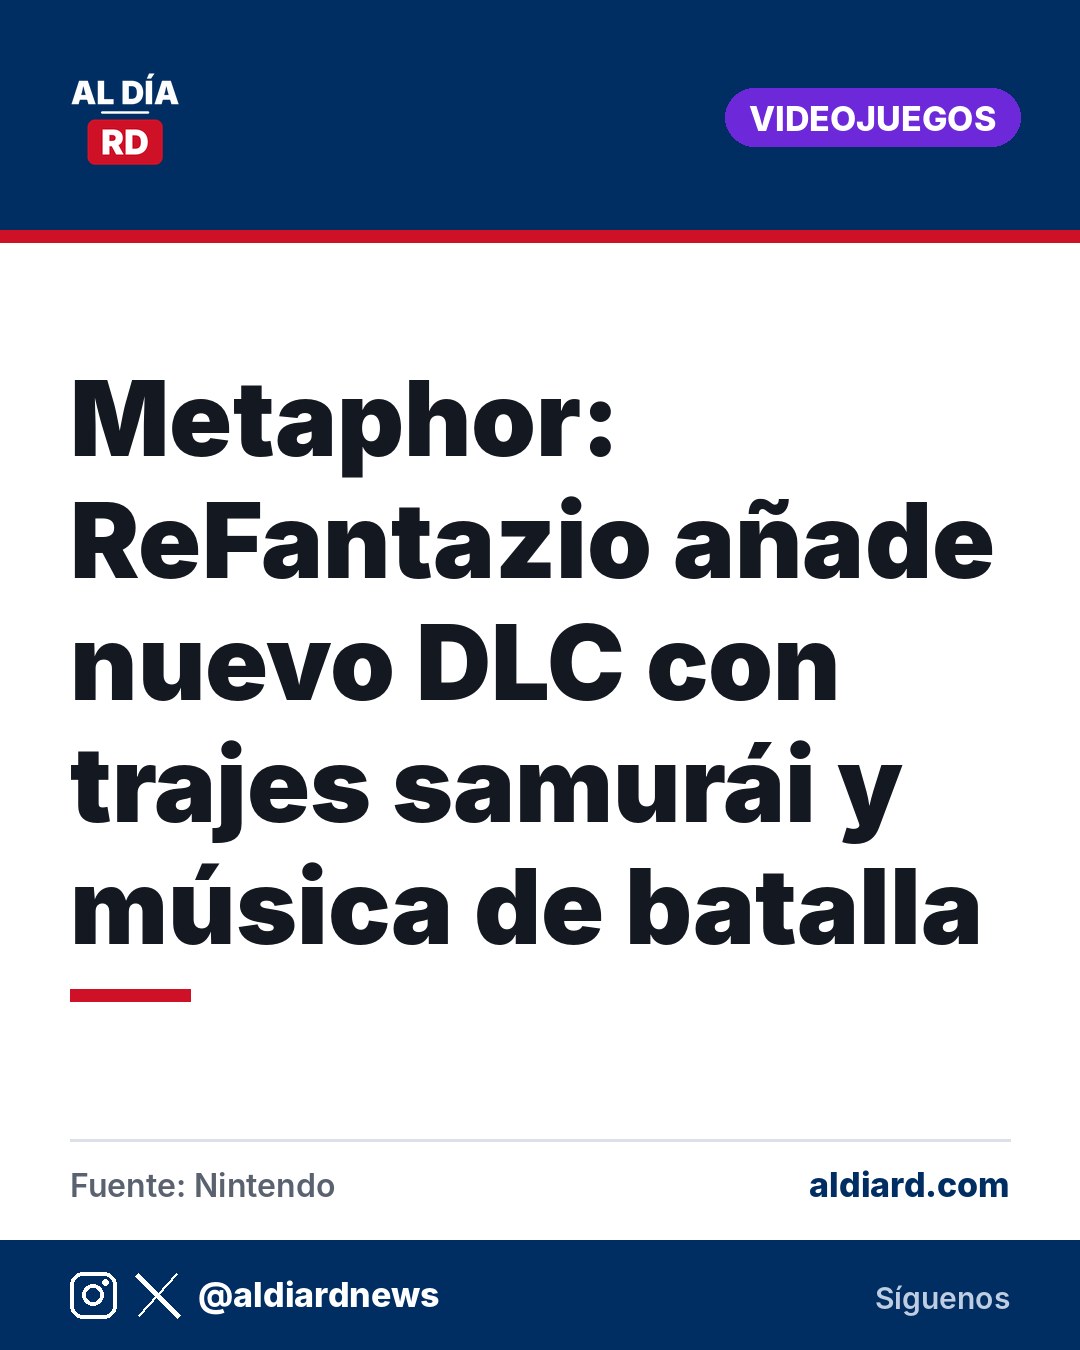 AL DÍA
RD
VIDEOJUEGOS
Metaphor:
ReFantazio añade
nuevo DLC con
trajes samurái y
música de batalla
Fuente: Nintendo
aldiard.com
@aldiardnews
Síguenos